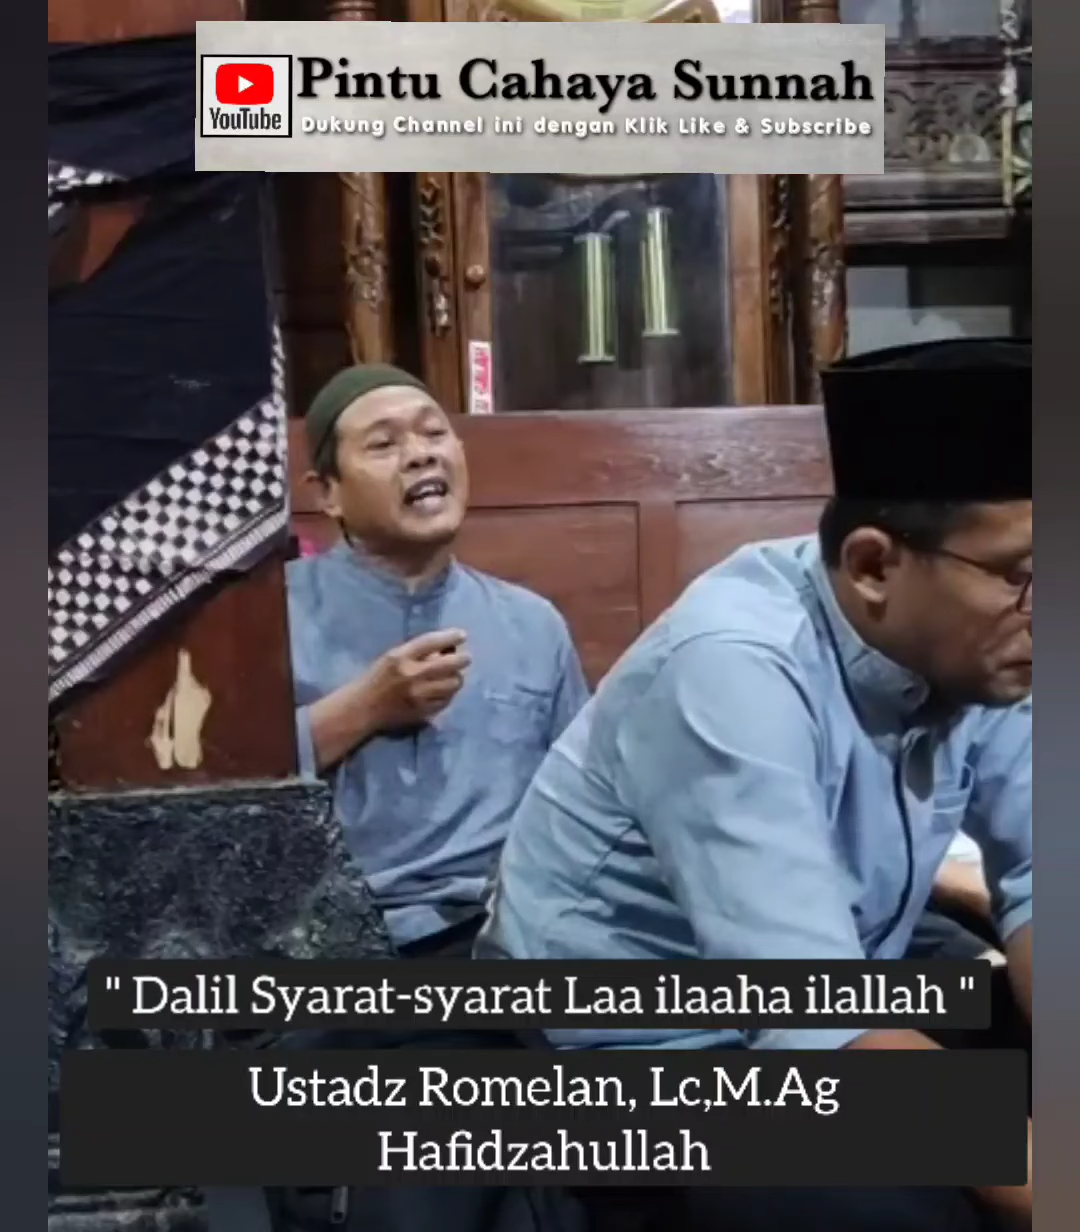 Pintu Cahaya Sunnah
YouTube
Dukung Channel ini dengan Klik Like & Subscribe
" Dalil Syarat-syarat Laa ilaaha ilallah "
Ustadz Romelan, Lc,M.Ag
Hafidzahullah